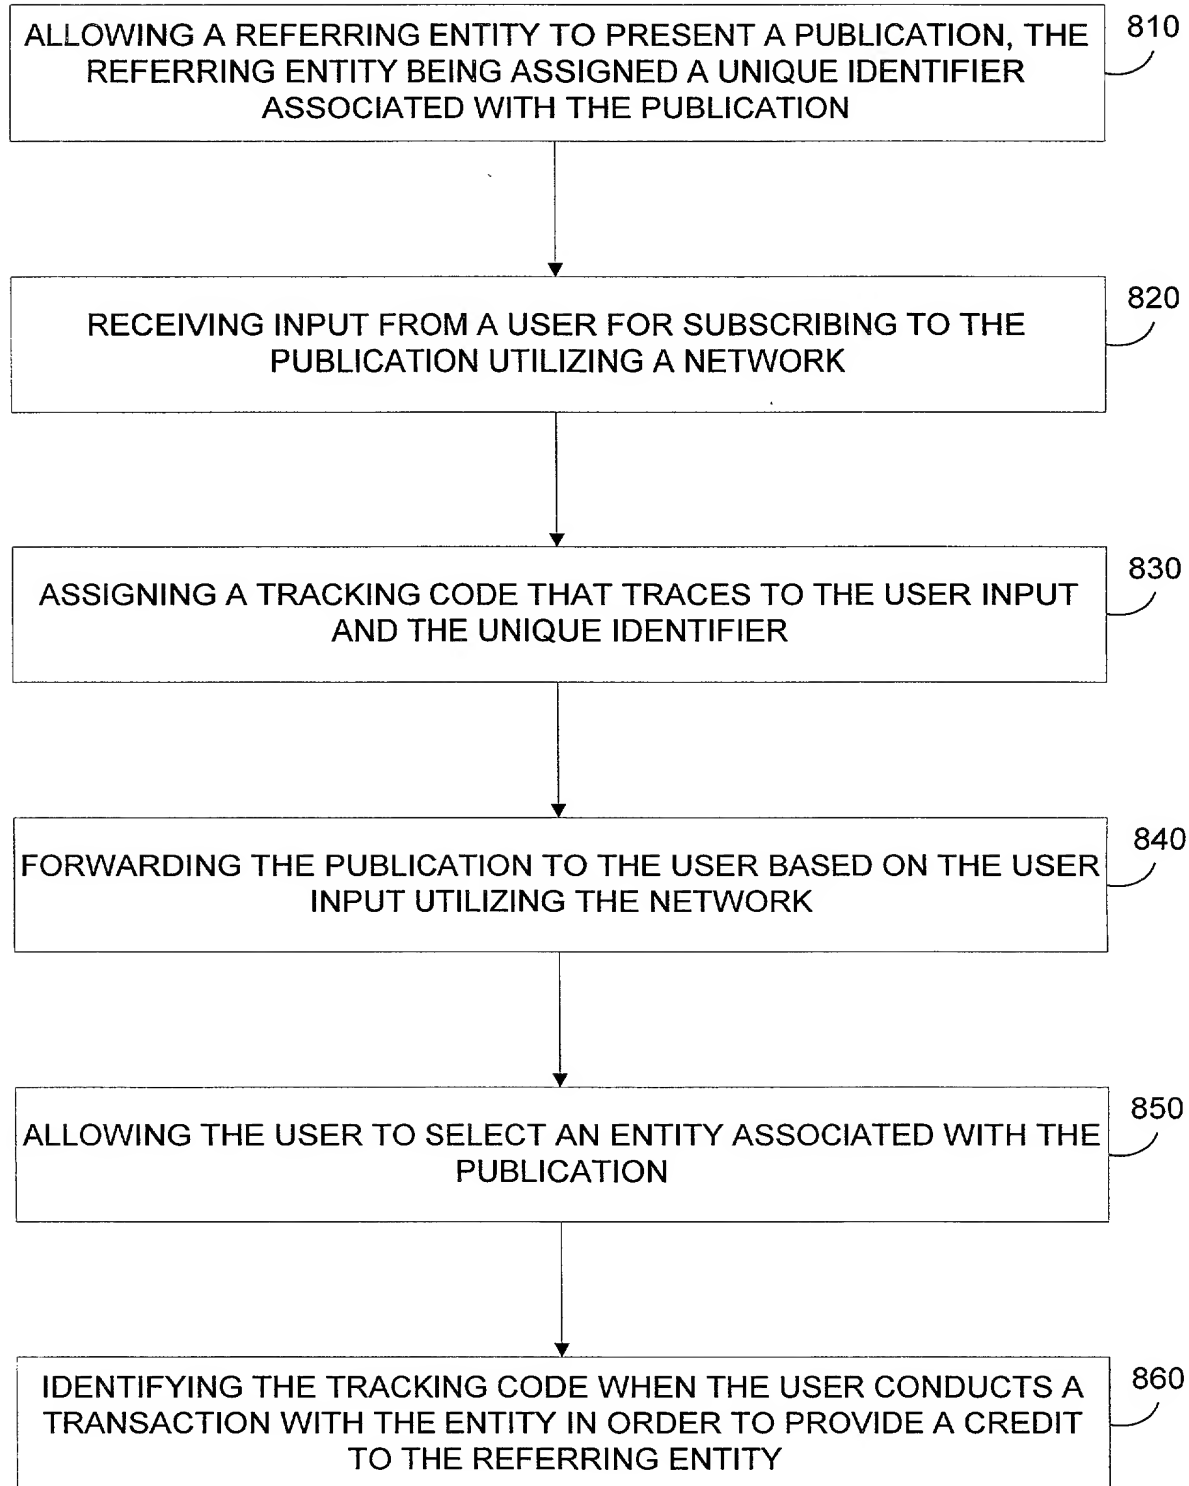 ALLOWING A REFERRING ENTITY TO PRESENT A PUBLICATION, THE
REFERRING ENTITY BEING ASSIGNED A UNIQUE IDENTIFIER
ASSOCIATED WITH THE PUBLICATION
810
RECEIVING INPUT FROM A USER FOR SUBSCRIBING TO THE
PUBLICATION UTILIZING A NETWORK
820
ASSIGNING A TRACKING CODE THAT TRACES TO THE USER INPUT
AND THE UNIQUE IDENTIFIER
830
FORWARDING THE PUBLICATION TO THE USER BASED ON THE USER
INPUT UTILIZING THE NETWORK
840
ALLOWING THE USER TO SELECT AN ENTITY ASSOCIATED WITH THE
PUBLICATION
850
IDENTIFYING THE TRACKING CODE WHEN THE USER CONDUCTS A
TRANSACTION WITH THE ENTITY IN ORDER TO PROVIDE A CREDIT
TO THE REFERRING ENTITY
860